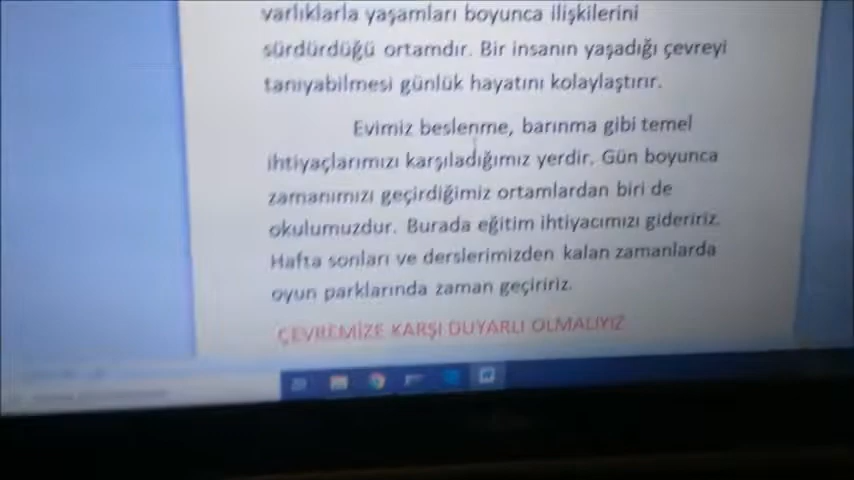 varlıklarla yaşamları boyunca ilişkilerini
sürdürdüğü ortamdır. Bir insanın yaşadığı çevreyi
tanıyabilmesi günlük hayatını kolaylaştırır.
Evimiz beslenme, barınma gibi temel
ihtiyaçlarımızı karşıladığımız yerdir. Gün boyunca
zamanımızı geçirdiğimiz ortamlardan biri de
okulumuzdur. Burada eğitim ihtiyacımızı gideririz.
Hafta sonları ve derslerimizden kalan zamanlarda
oyun parklarında zaman geçiririz.
ÇEVREMİZE KARŞI DUYARLI OLMALIYIZ